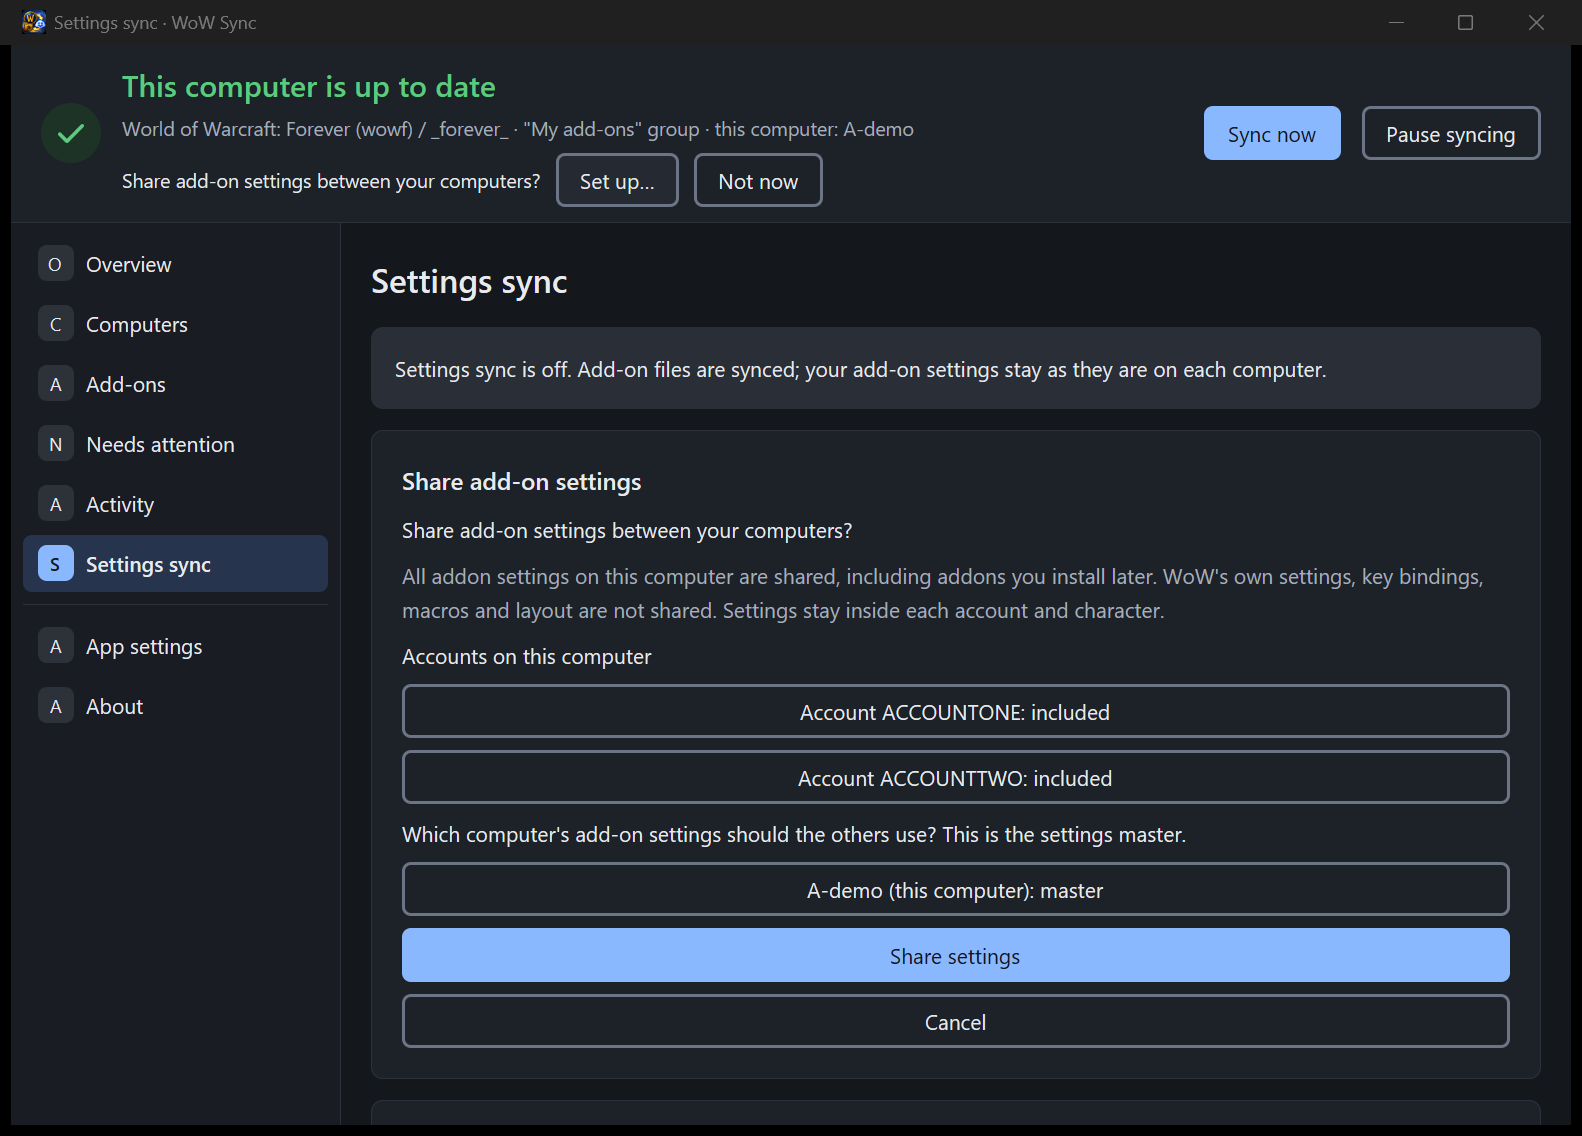 Settings sync · WoW Sync
This computer is up to date
World of Warcraft: Forever (wowf) / _forever_ · "My add-ons" group · this computer: A-demo
Share add-on settings between your computers?
Set up...
Not now
Sync now
Pause syncing
O Overview
C Computers
A Add-ons
N Needs attention
A Activity
S Settings sync
A App settings
A About
Settings sync
Settings sync is off. Add-on files are synced; your add-on settings stay as they are on each computer.
Share add-on settings
Share add-on settings between your computers?
All addon settings on this computer are shared, including addons you install later. WoW's own settings, key bindings,
macros and layout are not shared. Settings stay inside each account and character.
Accounts on this computer
Account ACCOUNTONE: included
Account ACCOUNTTWO: included
Which computer's add-on settings should the others use? This is the settings master.
A-demo (this computer): master
Share settings
Cancel